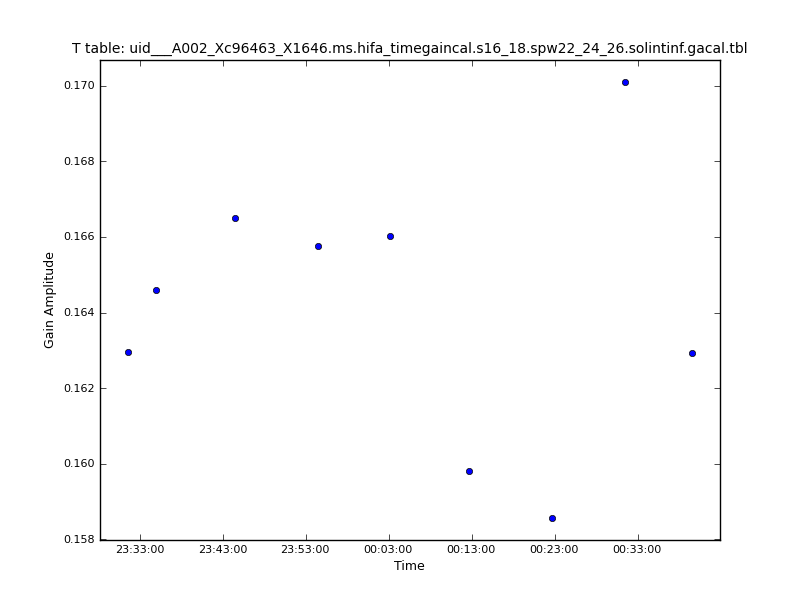 T table: uid___A002_Xc96463_X1646.ms.hifa_timegaincal.s16_18.spw22_24_26.solintinf.gacal.tbl
0.170
0.168
0.166
0.164
0.162
0.160
0.158
Gain Amplitude
23:33:00 23:43:00 23:53:00 00:03:00 00:13:00 00:23:00 00:33:00
Time